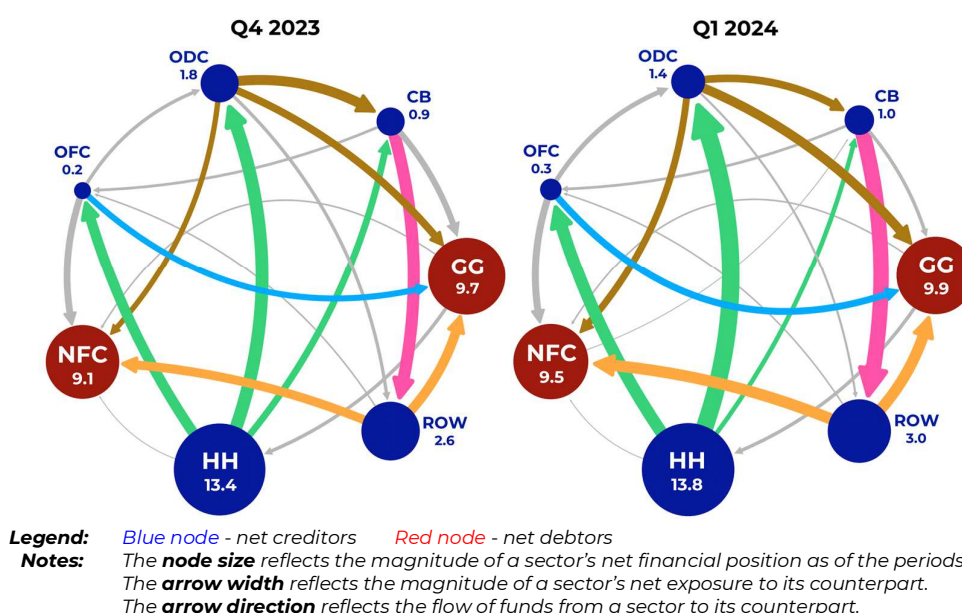 Q4 2023
ODC
1.8
CB
0.9
OFC
0.2
GG
9.7
NFC
9.1
ROW
2.6
HH
13.4
Q1 2024
ODC
1.4
CB
1.0
OFC
0.3
GG
9.9
NFC
9.5
ROW
3.0
HH
13.8
Legend: Blue node - net creditors Red node - net debtors
Notes: The node size reflects the magnitude of a sector's net financial position as of the periods
The arrow width reflects the magnitude of a sector's net exposure to its counterpart.
The arrow direction reflects the flow of funds from a sector to its counterpart.